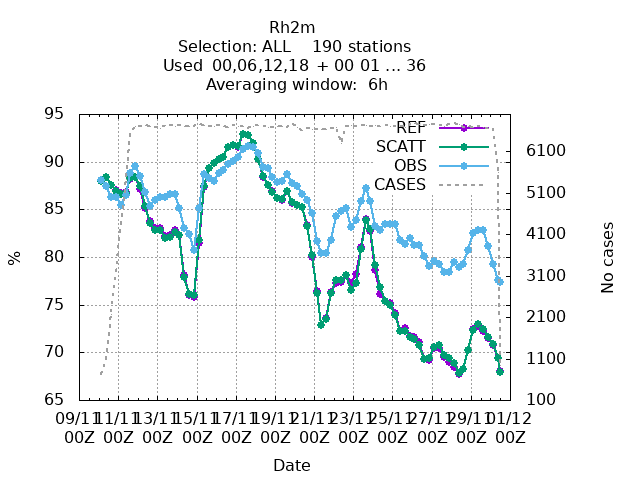 Rh2m
Selection: ALL    190 stations
Used  00,06,12,18  + 00 01 ... 36
Averaging window:  6h
REF
SCATT
OBS
CASES
95
90
85
80
75
70
65
%
6100
5100
4100
3100
2100
1100
100
No cases
09/11 11/11 13/11 15/11 17/11 19/11 21/11 23/11 25/11 27/11 29/11 01/12
00Z 00Z 00Z 00Z 00Z 00Z 00Z 00Z 00Z 00Z 00Z 00Z
Date